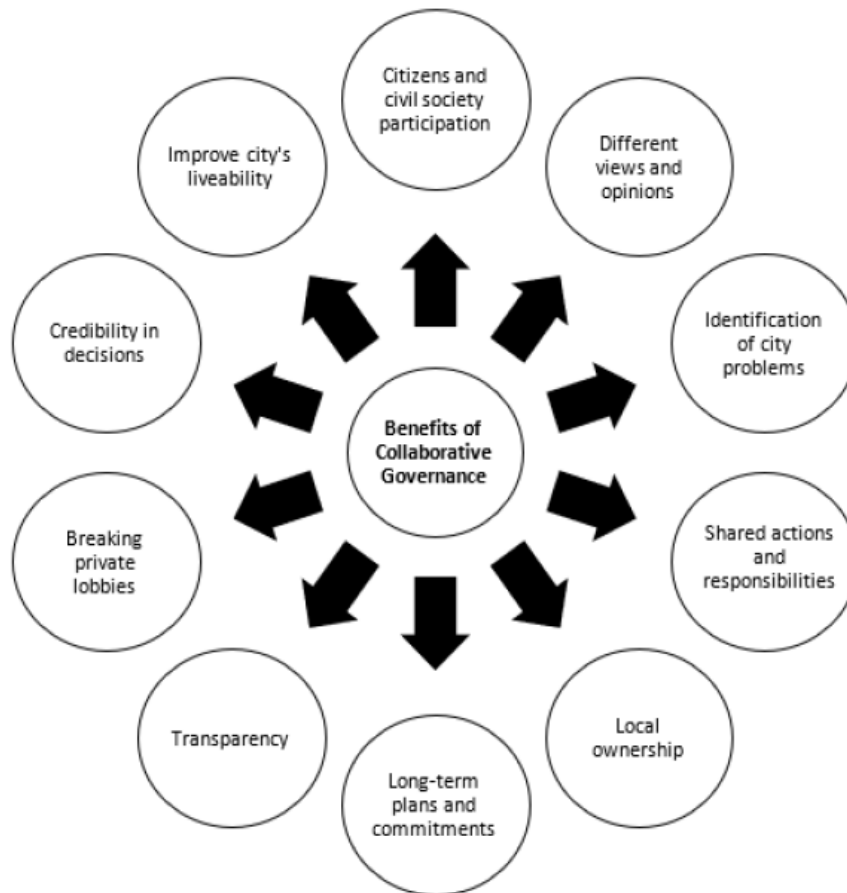 Citizens and
civil society
participation
Different
views and
opinions
Identification
of city
problems
Shared actions
and
responsibilities
Local
ownership
Long-term
plans and
commitments
Transparency
Breaking
private
lobbies
Credibility in
decisions
Improve city's
liveability
Benefits of
Collaborative
Governance